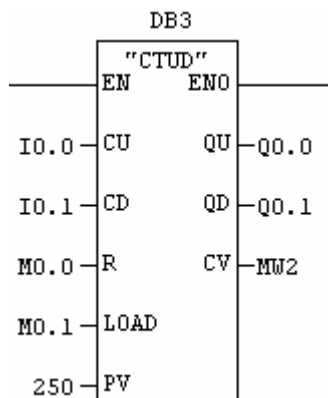 DB3
"CTUD"
EN ENO
I0.0 CU QU Q0.0
I0.1 CD QD Q0.1
M0.0 R CV MW2
M0.1 LOAD
250 PV